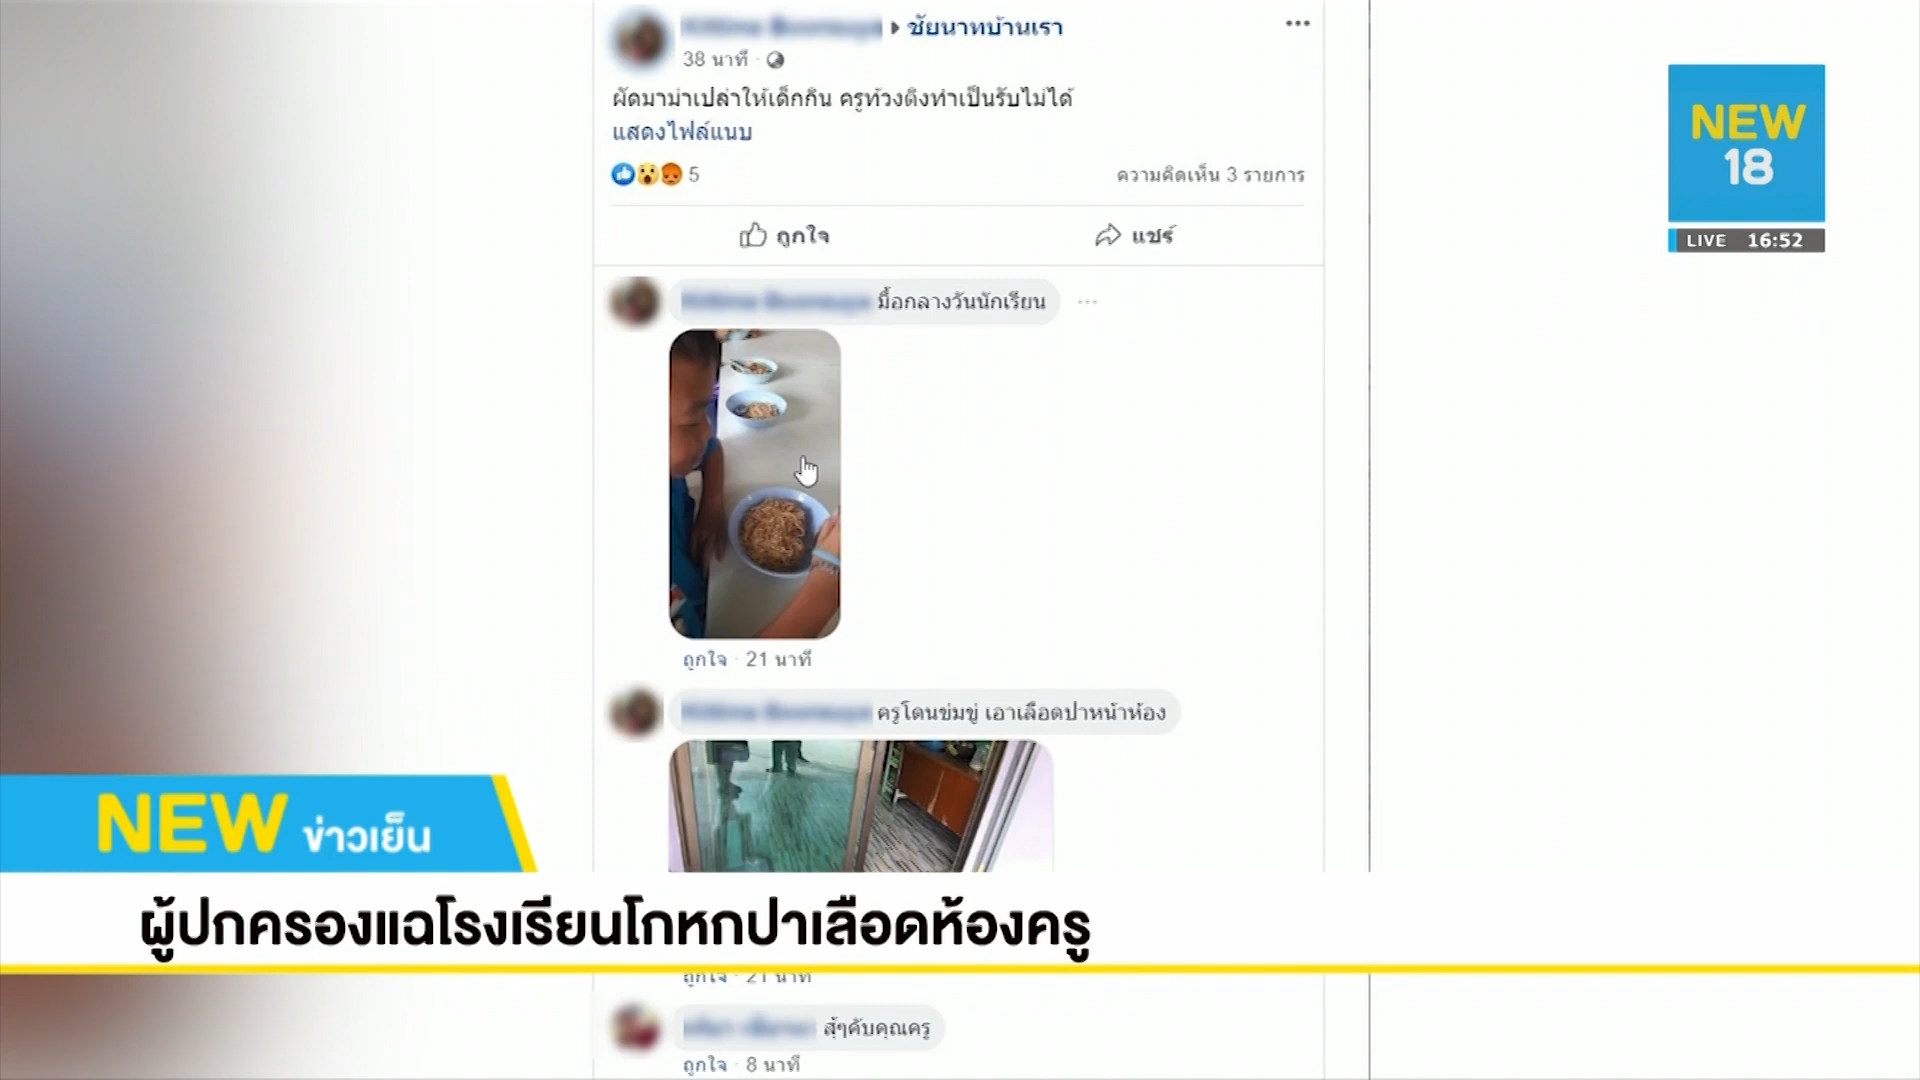 ชัยนาทบ้านเรา
38 นาที
ผัดมาม่าเปล่าให้เด็กกิน ครูท้วงติงทำเป็นรับไม่ได้
แสดงไฟล์แนบ
5
ความคิดเห็น 3 รายการ
ถูกใจ
แชร์
NEW
18
LIVE 16:52
มื้อกลางวันนักเรียน
ถูกใจ · 21 นาที
ครูโดนข่มขู่ เอาเลือดปาหน้าห้อง
NEW ข่าวเย็น
ผู้ปกครองแฉโรงเรียนโกหกปาเลือดห้องครู
ถูกใจ · 21 นาที
สู้ๆคับคุณครู
ถูกใจ · 8 นาที